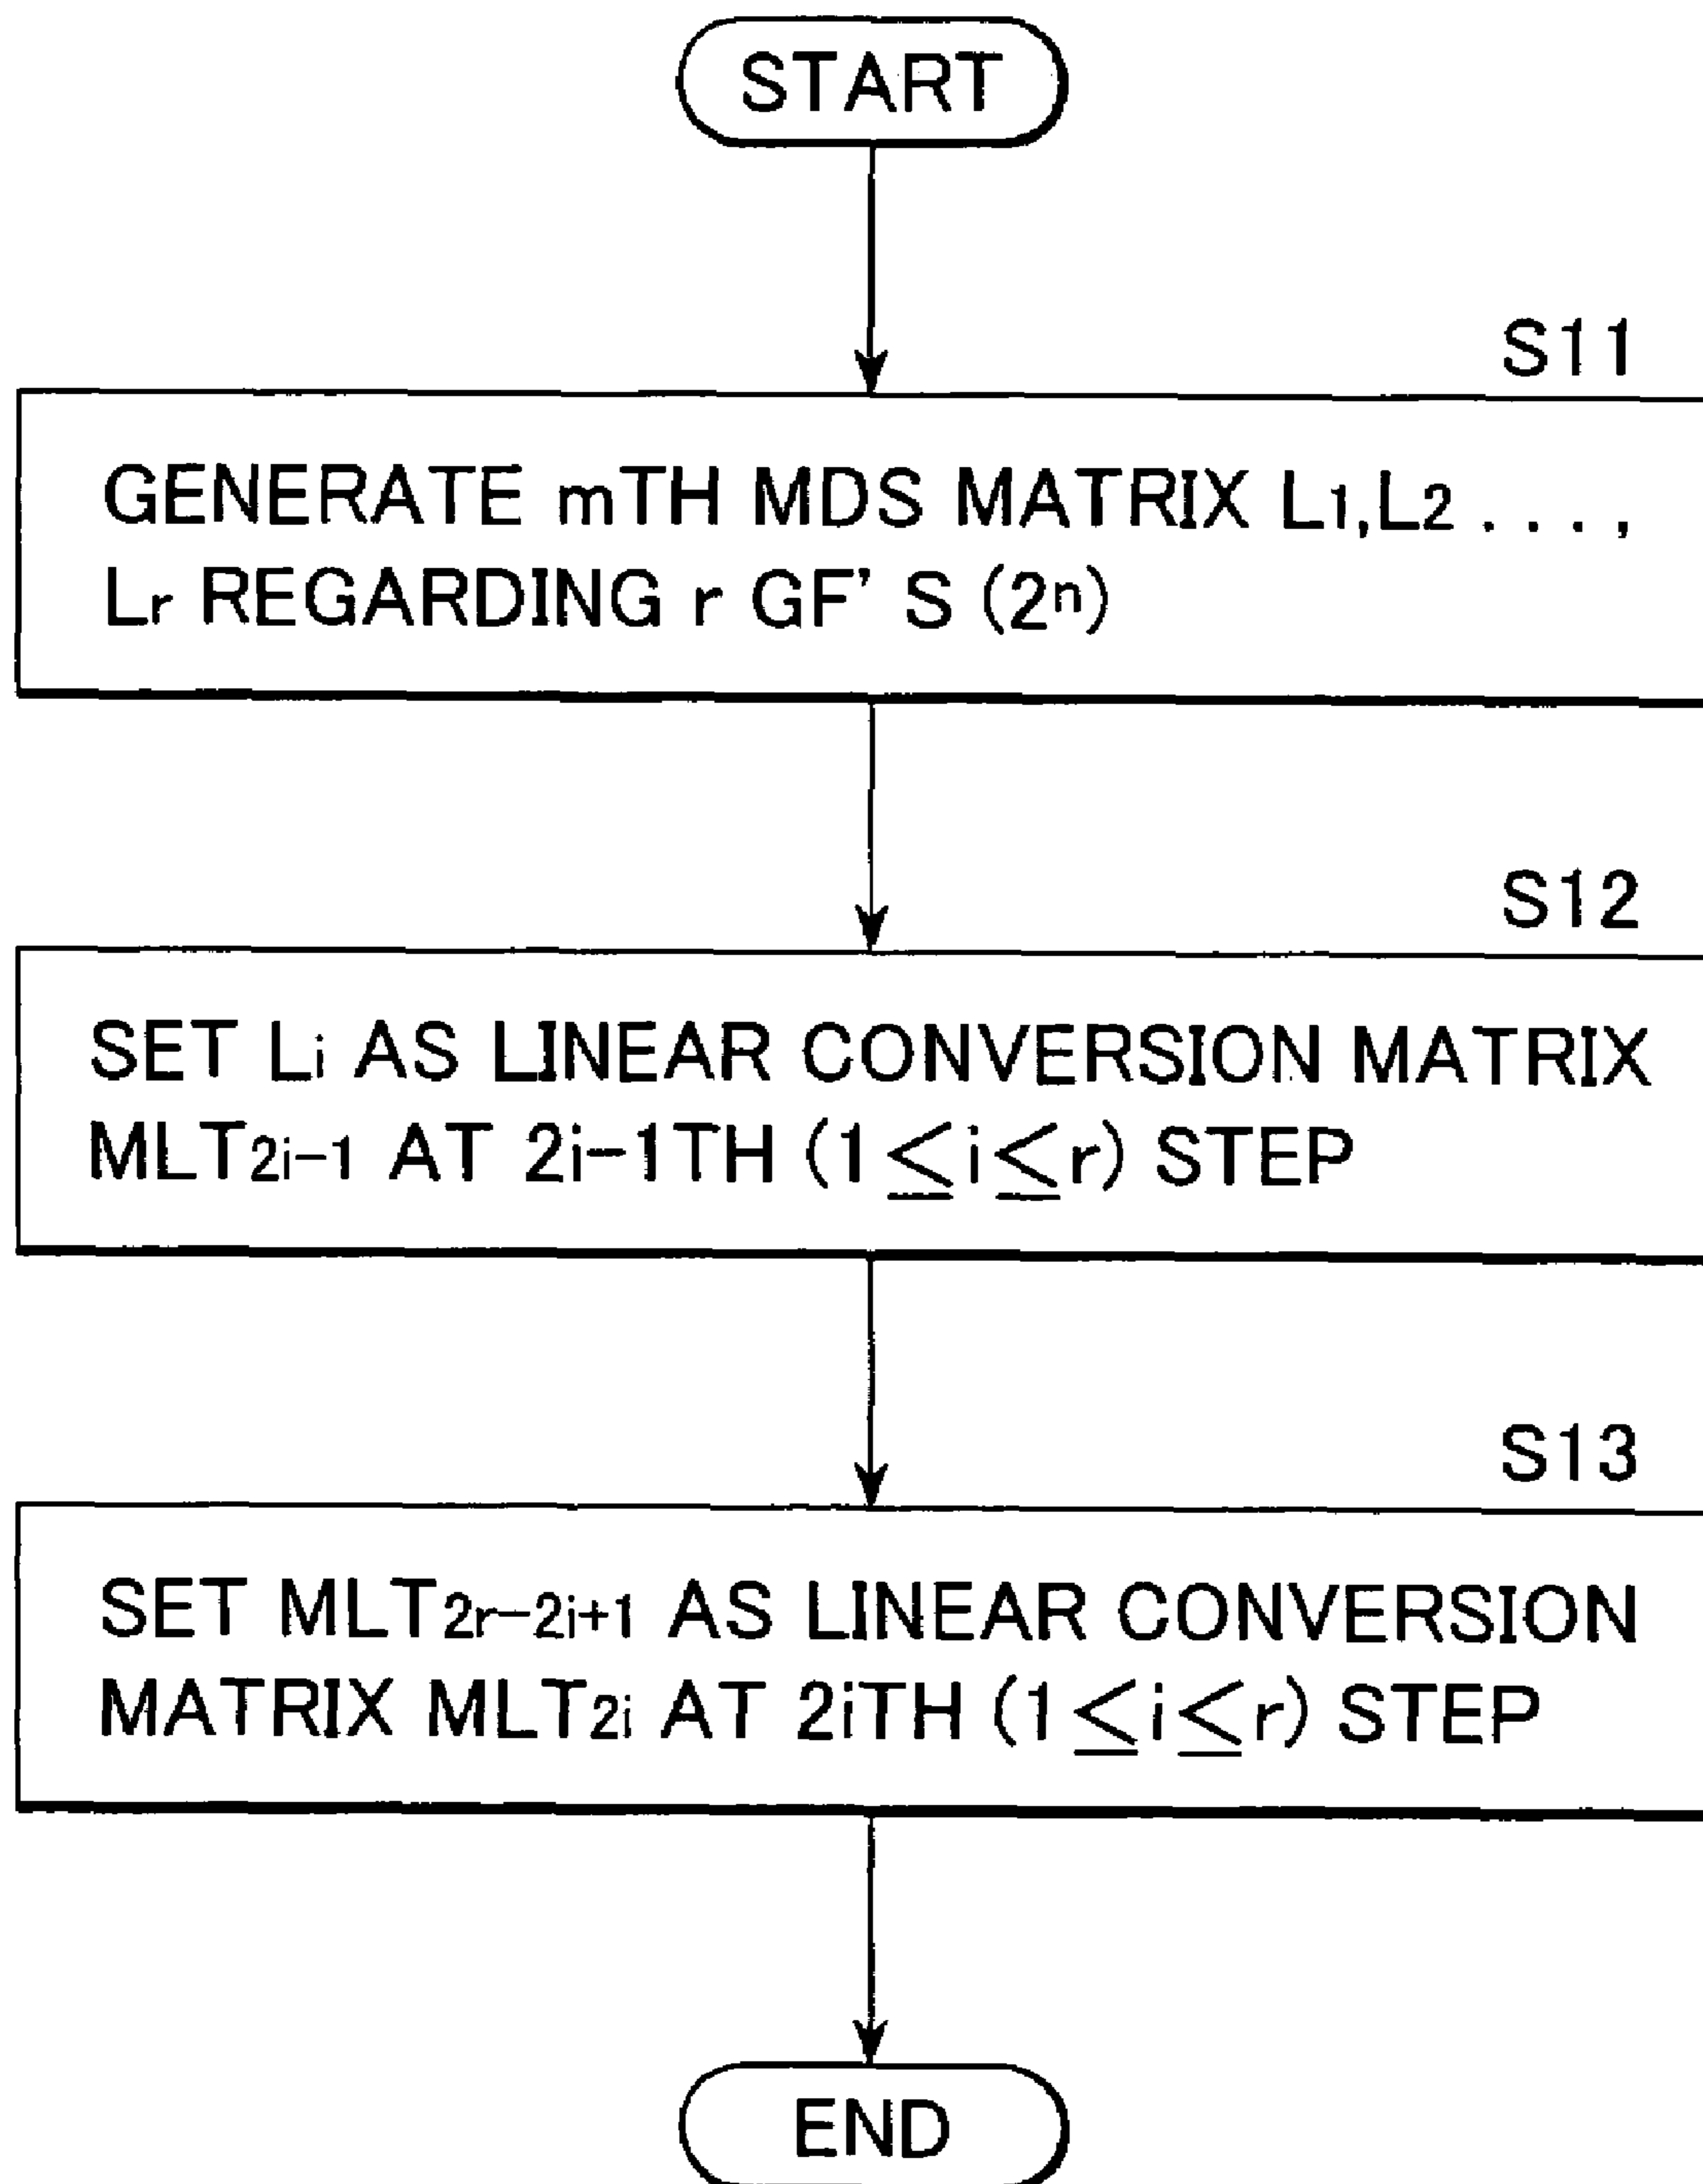 START
S11
GENERATE mTH MDS MATRIX L₁,L₂ . . . ,
Lr REGARDING r GF' S (2ⁿ)
S12
SET Li AS LINEAR CONVERSION MATRIX
MLT2i−1 AT 2i−1TH (1≦i≦r) STEP
S13
SET MLT2r−2i+1 AS LINEAR CONVERSION
MATRIX MLT2i AT 2iTH (1≦i≦r) STEP
END